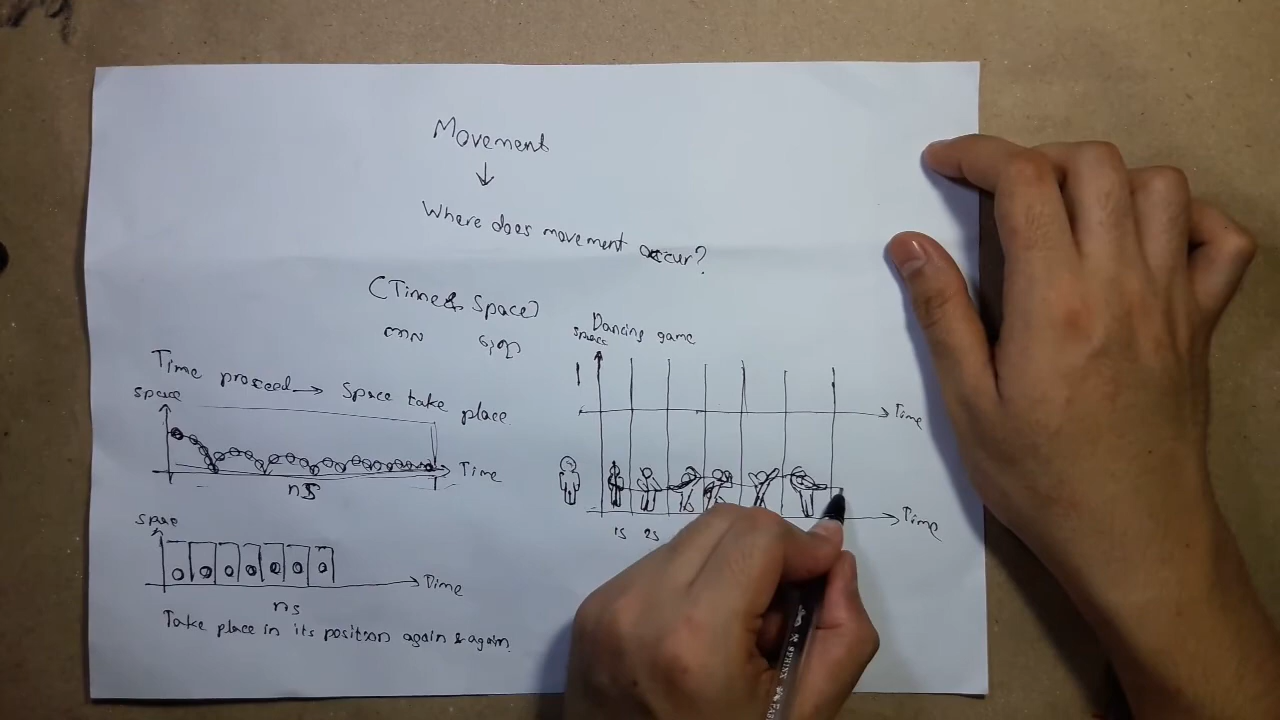 Movement
↓
Where does movement occur?
(Time & Space)
Time proceed → Space take place.
space
Time
ns
Dancing game
space
Time
Time
1s 2s
Time
ns
Take place in its position again & again.
SPHINX